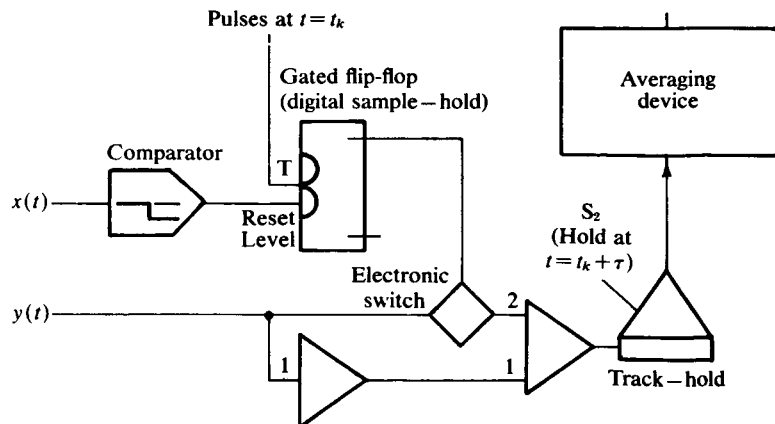 Pulses at t = t_k
Gated flip-flop
(digital sample – hold)
Averaging
device
Comparator
T
x(t)
Reset
Level
S₂
(Hold at
t = t_k + τ)
Electronic
switch
2
y(t)
1
1
Track – hold